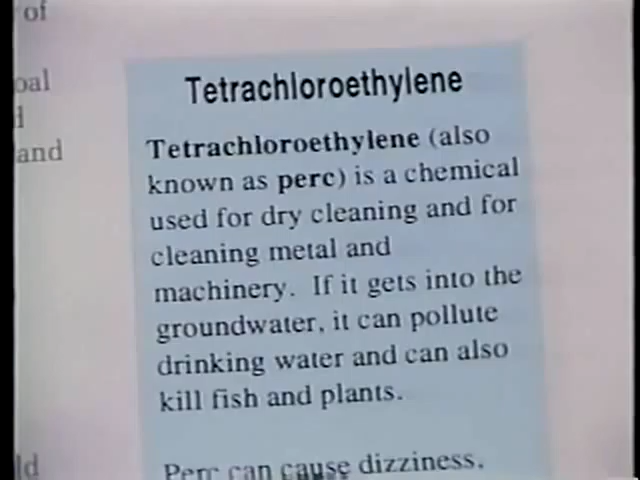 of
oal
d
and
ld
Tetrachloroethylene
Tetrachloroethylene (also
known as perc) is a chemical
used for dry cleaning and for
cleaning metal and
machinery. If it gets into the
groundwater, it can pollute
drinking water and can also
kill fish and plants.
Perc can cause dizziness,